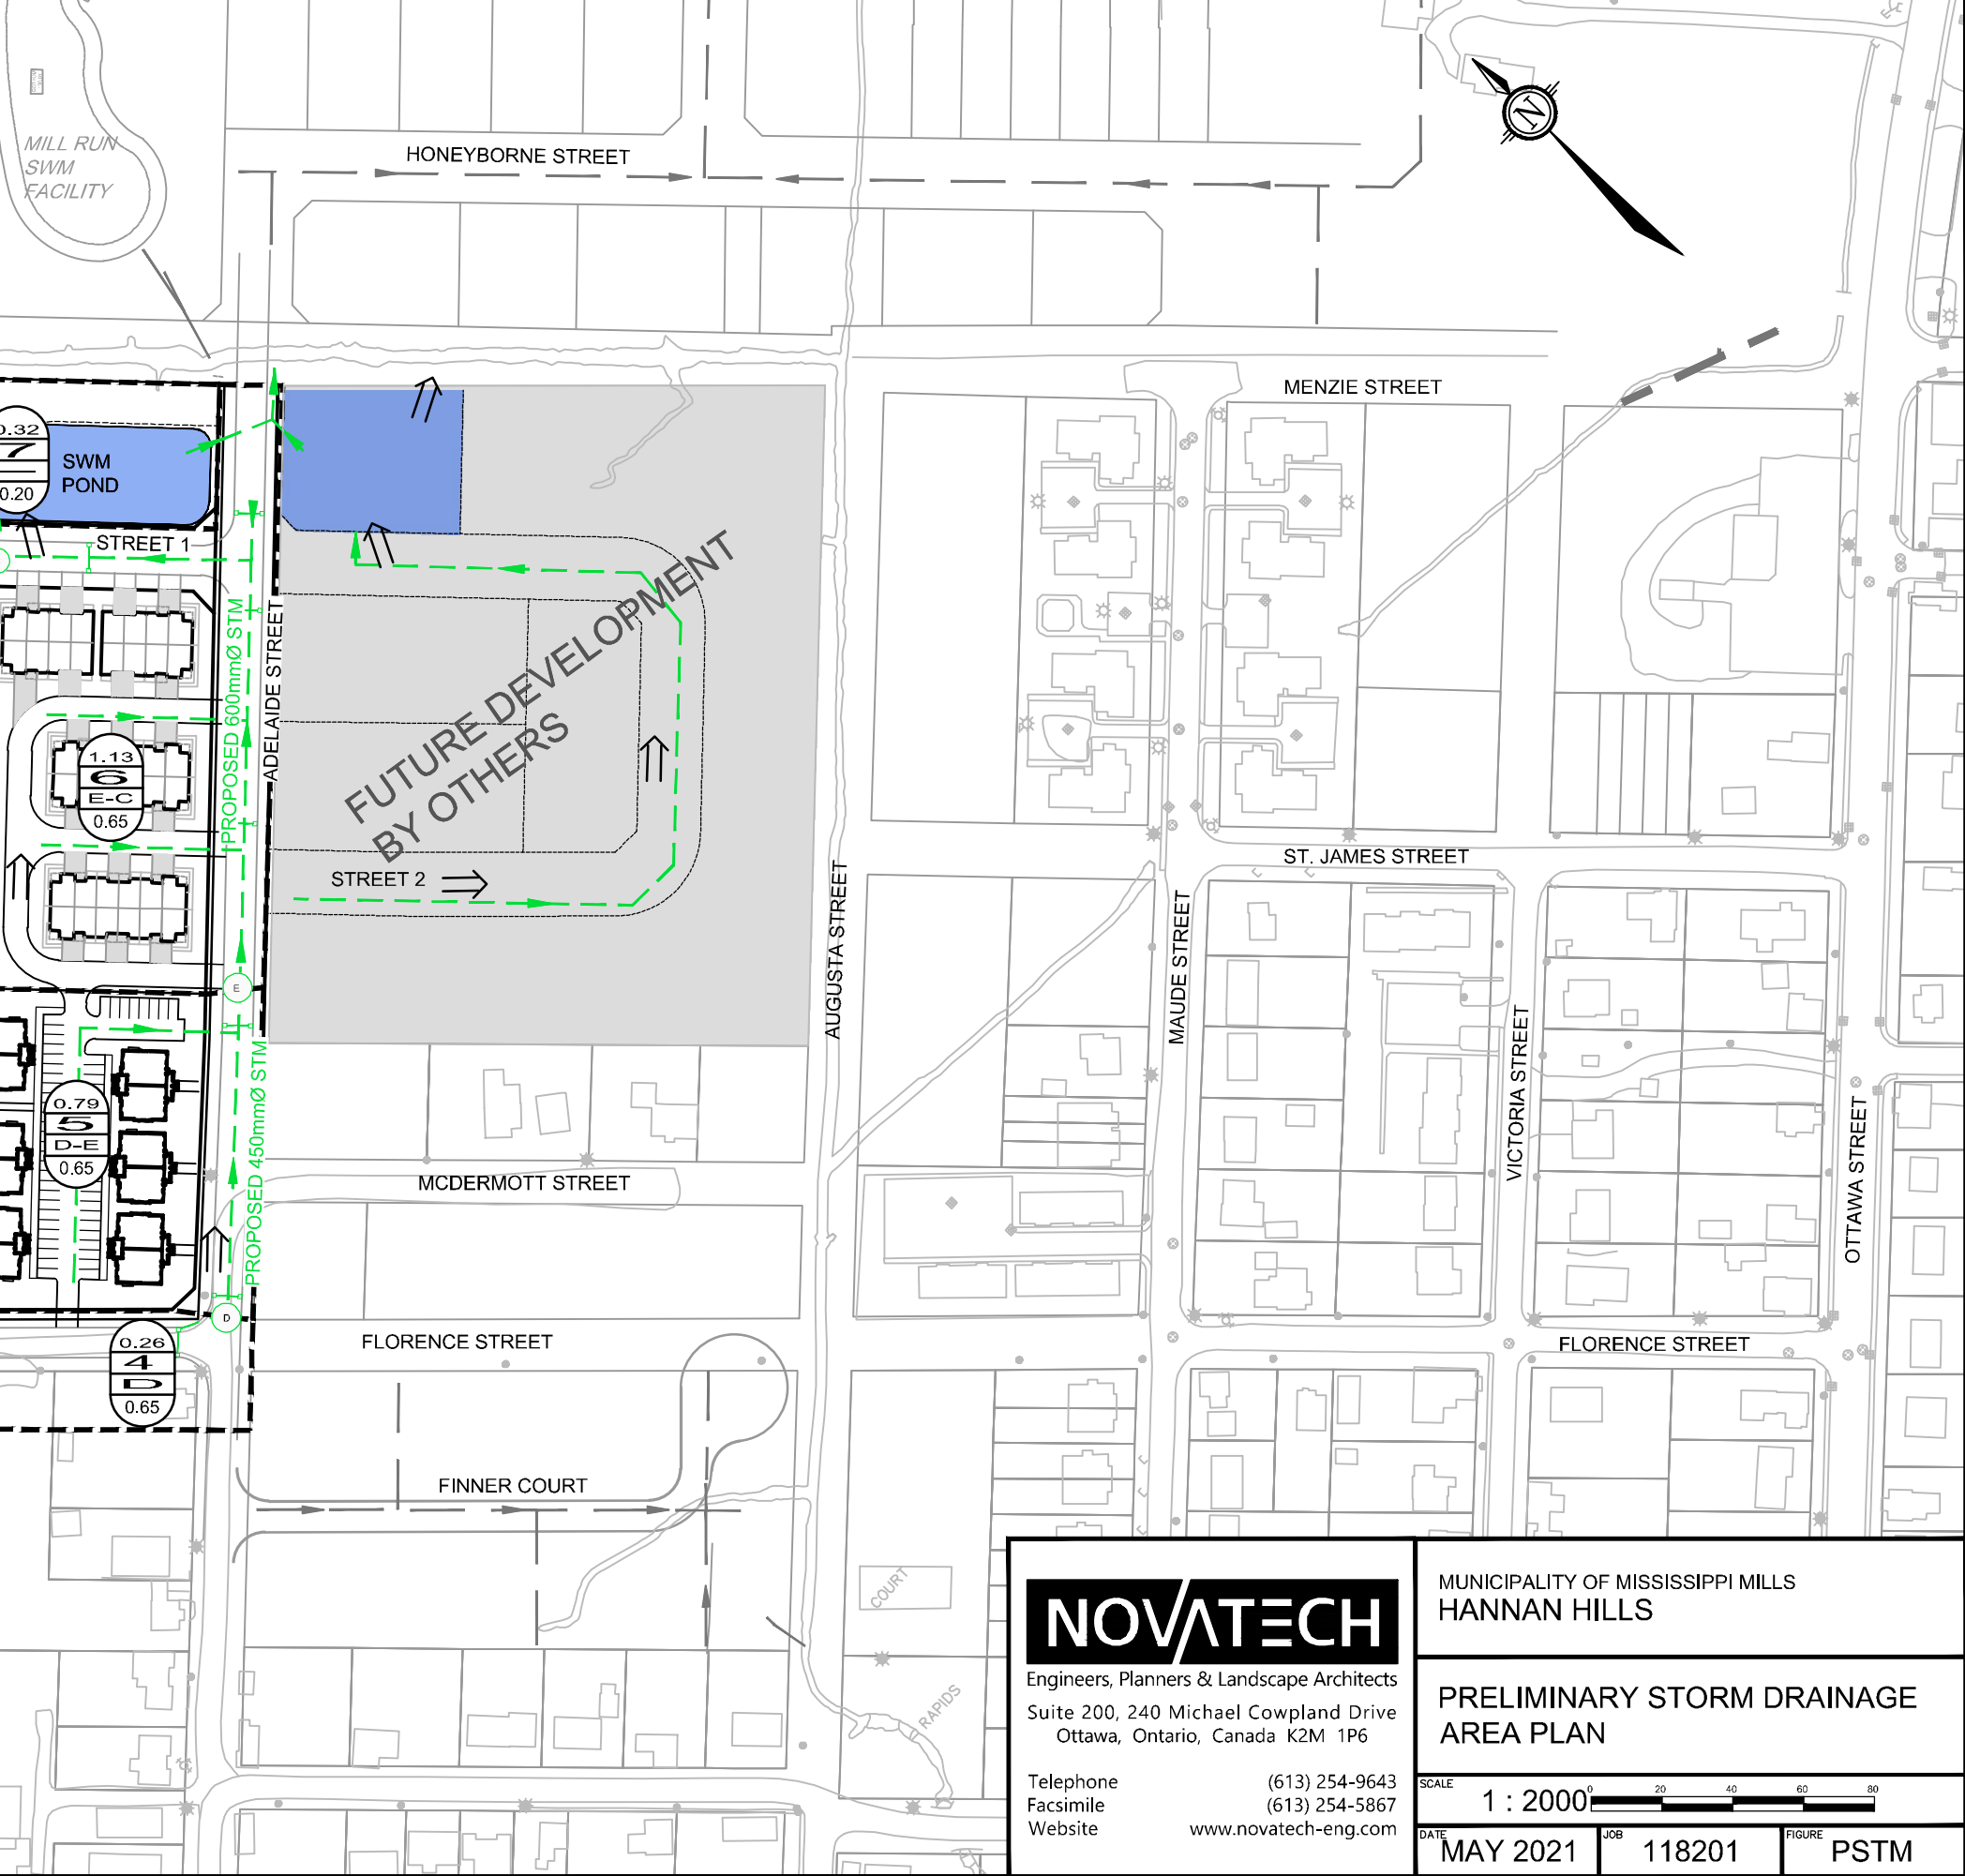 HONEYBORNE STREET
MILL RUN
SWM
FACILITY
N
MENZIE STREET
0.32
7
0.20
SWM
POND
STREET 1
PROPOSED 600mmØ STM
ADELAIDE STREET
FUTURE DEVELOPMENT
BY OTHERS
1.13
6
E-C
0.65
STREET 2
AUGUSTA STREET
ST. JAMES STREET
MAUDE STREET
VICTORIA STREET
OTTAWA STREET
E
PROPOSED 450mmØ STM
0.79
5
D-E
0.65
MCDERMOTT STREET
D
0.26
4
D
0.65
FLORENCE STREET
FLORENCE STREET
FINNER COURT
COURT
RAPIDS
NOVATECH
Engineers, Planners & Landscape Architects
Suite 200, 240 Michael Cowpland Drive
Ottawa, Ontario, Canada K2M 1P6
Telephone (613) 254-9643
Facsimile (613) 254-5867
Website www.novatech-eng.com
MUNICIPALITY OF MISSISSIPPI MILLS
HANNAN HILLS
PRELIMINARY STORM DRAINAGE
AREA PLAN
SCALE
1 : 2000
0 20 40 60 80
DATE
MAY 2021
JOB
118201
FIGURE
PSTM